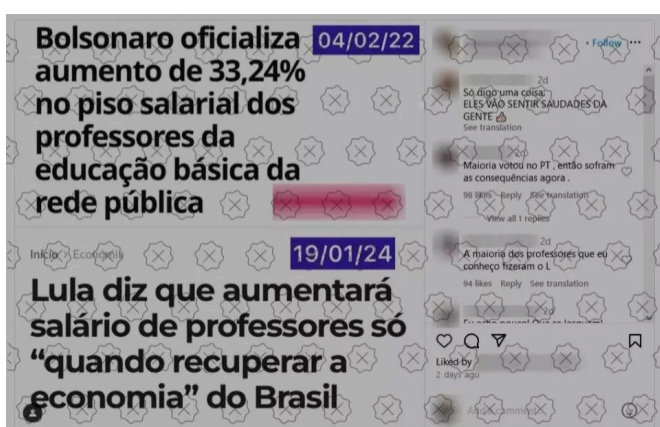 Bolsonaro oficializa
04/02/22
aumento de 33,24%
no piso salarial dos
professores da
educação básica da
rede pública
Início > Economia
19/01/24
Lula diz que aumentará
salário de professores só
“quando recuperar a
economia” do Brasil
• Follow •••
2d
Só digo uma coisa:
ELES VÃO SENTIR SAUDADES DA
GENTE 👍
See translation
2d
Maioria votou no PT , então sofram
as consequências agora .
98 likes Reply See translation
View all 1 replies
2d
A maioria dos professores que eu
conheço fizeram o L
94 likes Reply See translation
2d
Liked by
2 days ago
Add a comment...